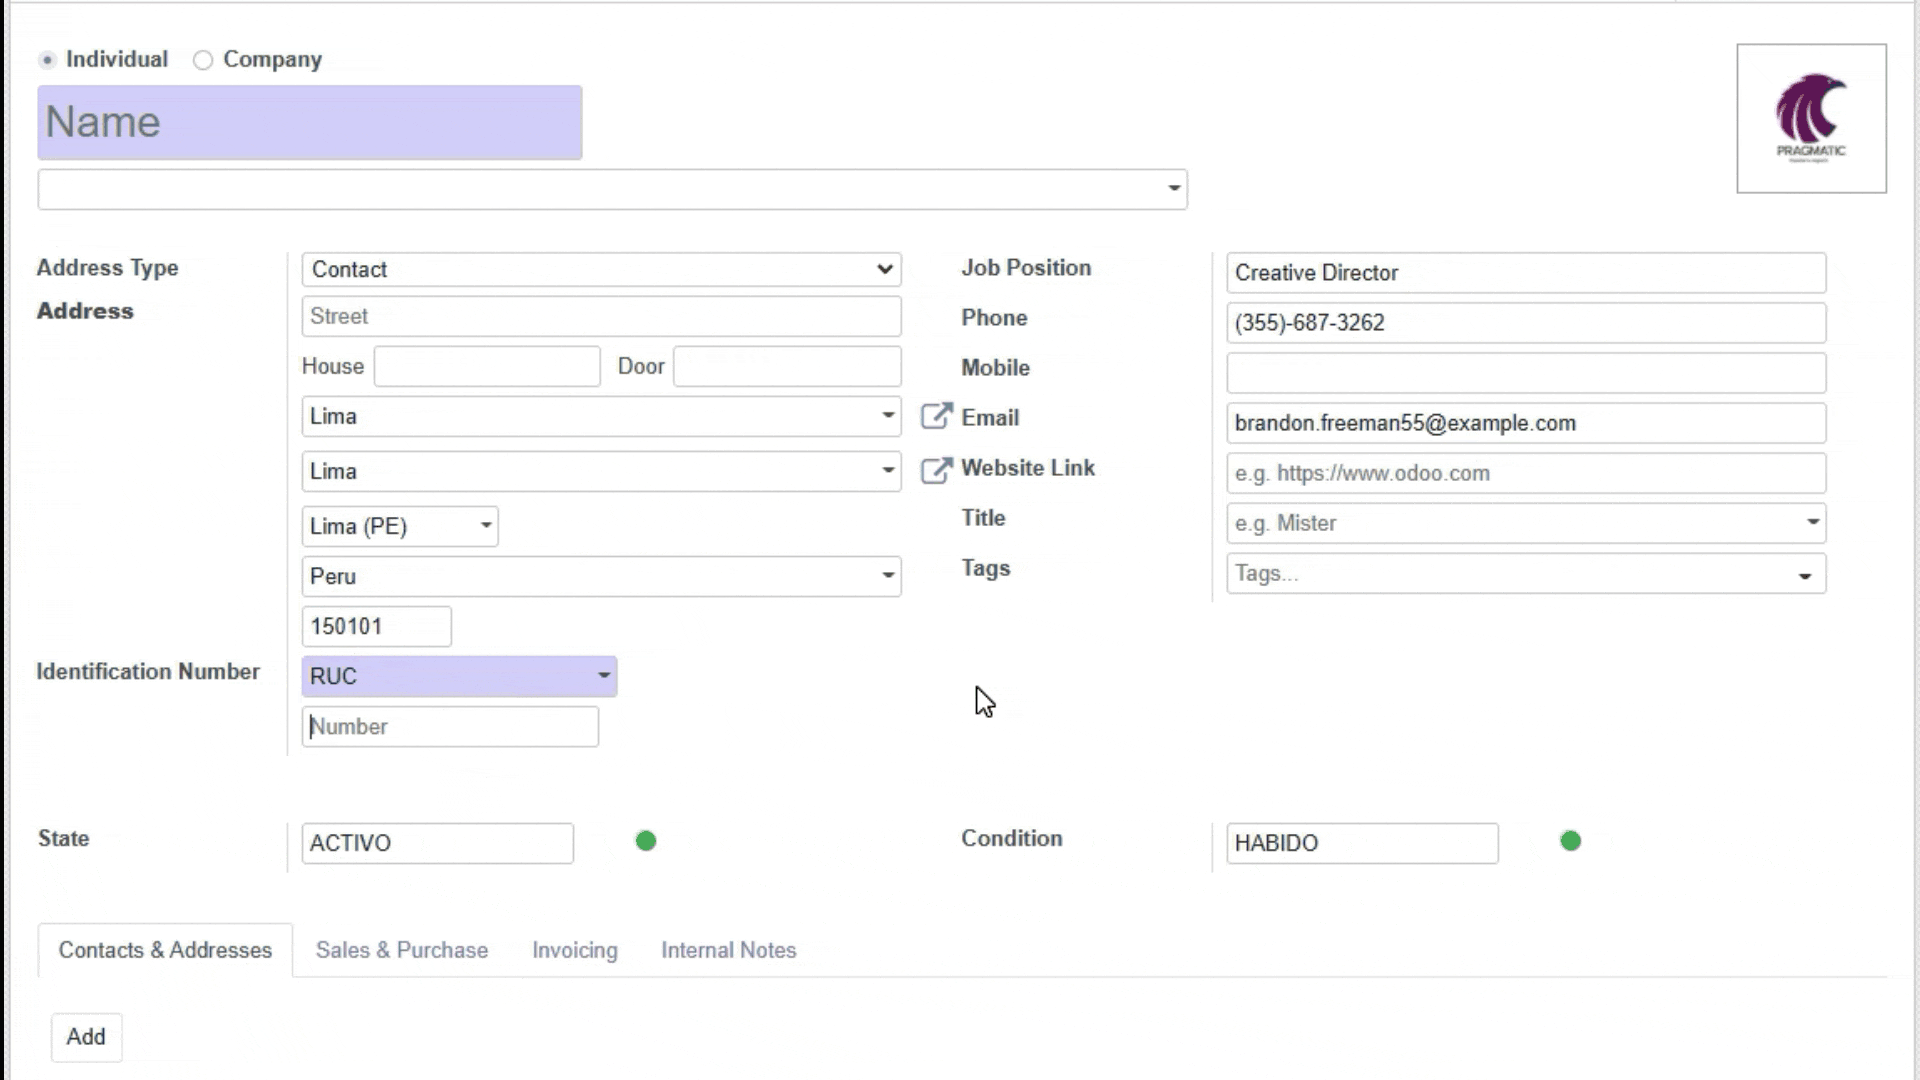 Individual Company
Name
PRAGMATIC
Address Type Contact
Address Street
House Door
Lima
Lima
Lima (PE)
Peru
150101
Identification Number RUC
Number
Job Position Creative Director
Phone (355)-687-3262
Mobile
Email brandon.freeman55@example.com
Website Link e.g. https://www.odoo.com
Title e.g. Mister
Tags Tags...
State ACTIVO
Condition HABIDO
Contacts & Addresses Sales & Purchase Invoicing Internal Notes
Add